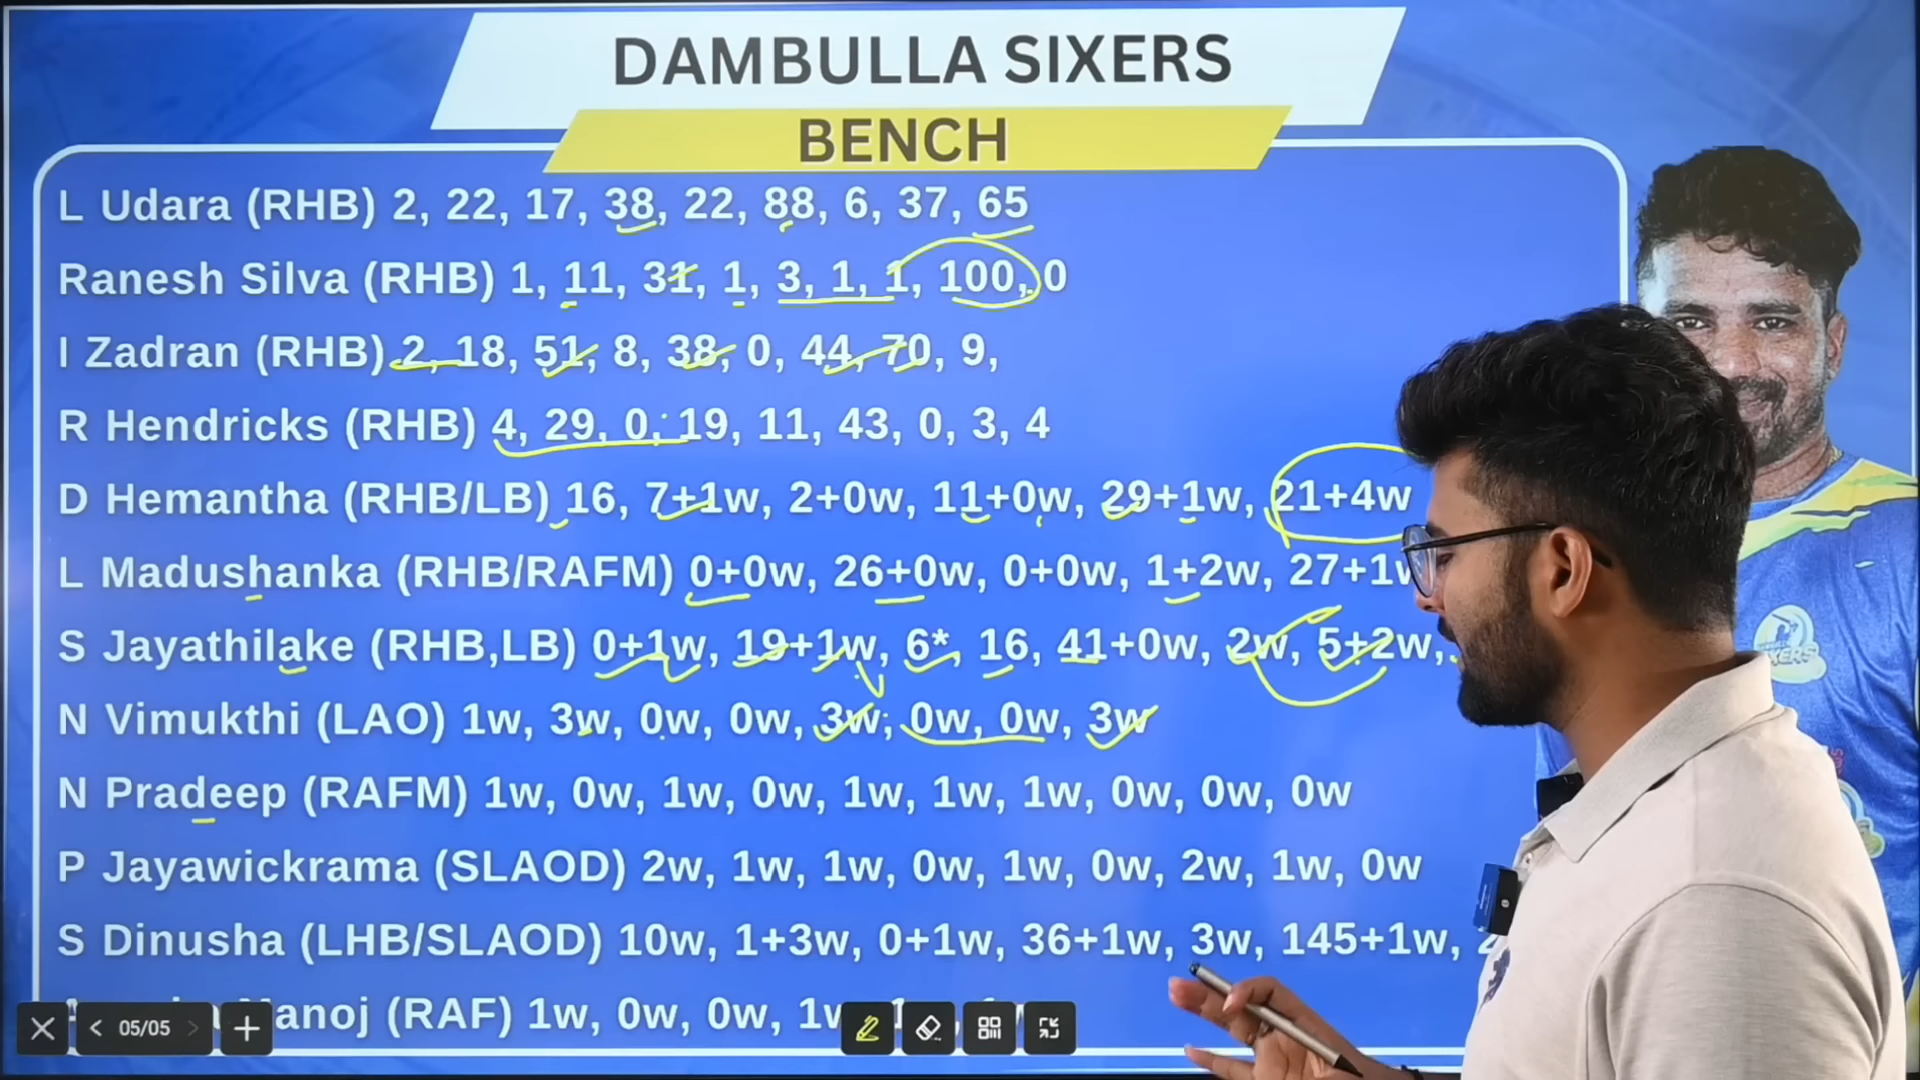 DAMBULLA SIXERS
BENCH
L Udara (RHB) 2, 22, 17, 38, 22, 88, 6, 37, 65
Ranesh Silva (RHB) 1, 11, 31, 1, 3, 1, 1, 100, 0
I Zadran (RHB) 2, 18, 51, 8, 38, 0, 44, 70, 9,
R Hendricks (RHB) 4, 29, 0, 19, 11, 43, 0, 3, 4
D Hemantha (RHB/LB) 16, 7+1w, 2+0w, 11+0w, 29+1w, 21+4w
L Madushanka (RHB/RAFM) 0+0w, 26+0w, 0+0w, 1+2w, 27+1w
S Jayathilake (RHB,LB) 0+1w, 19+1w, 6*, 16, 41+0w, 2w, 5+2w,
N Vimukthi (LAO) 1w, 3w, 0w, 0w, 3w, 0w, 0w, 3w
N Pradeep (RAFM) 1w, 0w, 1w, 0w, 1w, 1w, 1w, 0w, 0w, 0w
P Jayawickrama (SLAOD) 2w, 1w, 1w, 0w, 1w, 0w, 2w, 1w, 0w
S Dinusha (LHB/SLAOD) 10w, 1+3w, 0+1w, 36+1w, 3w, 145+1w,
(RAF) 1w, 0w, 0w,
05/05